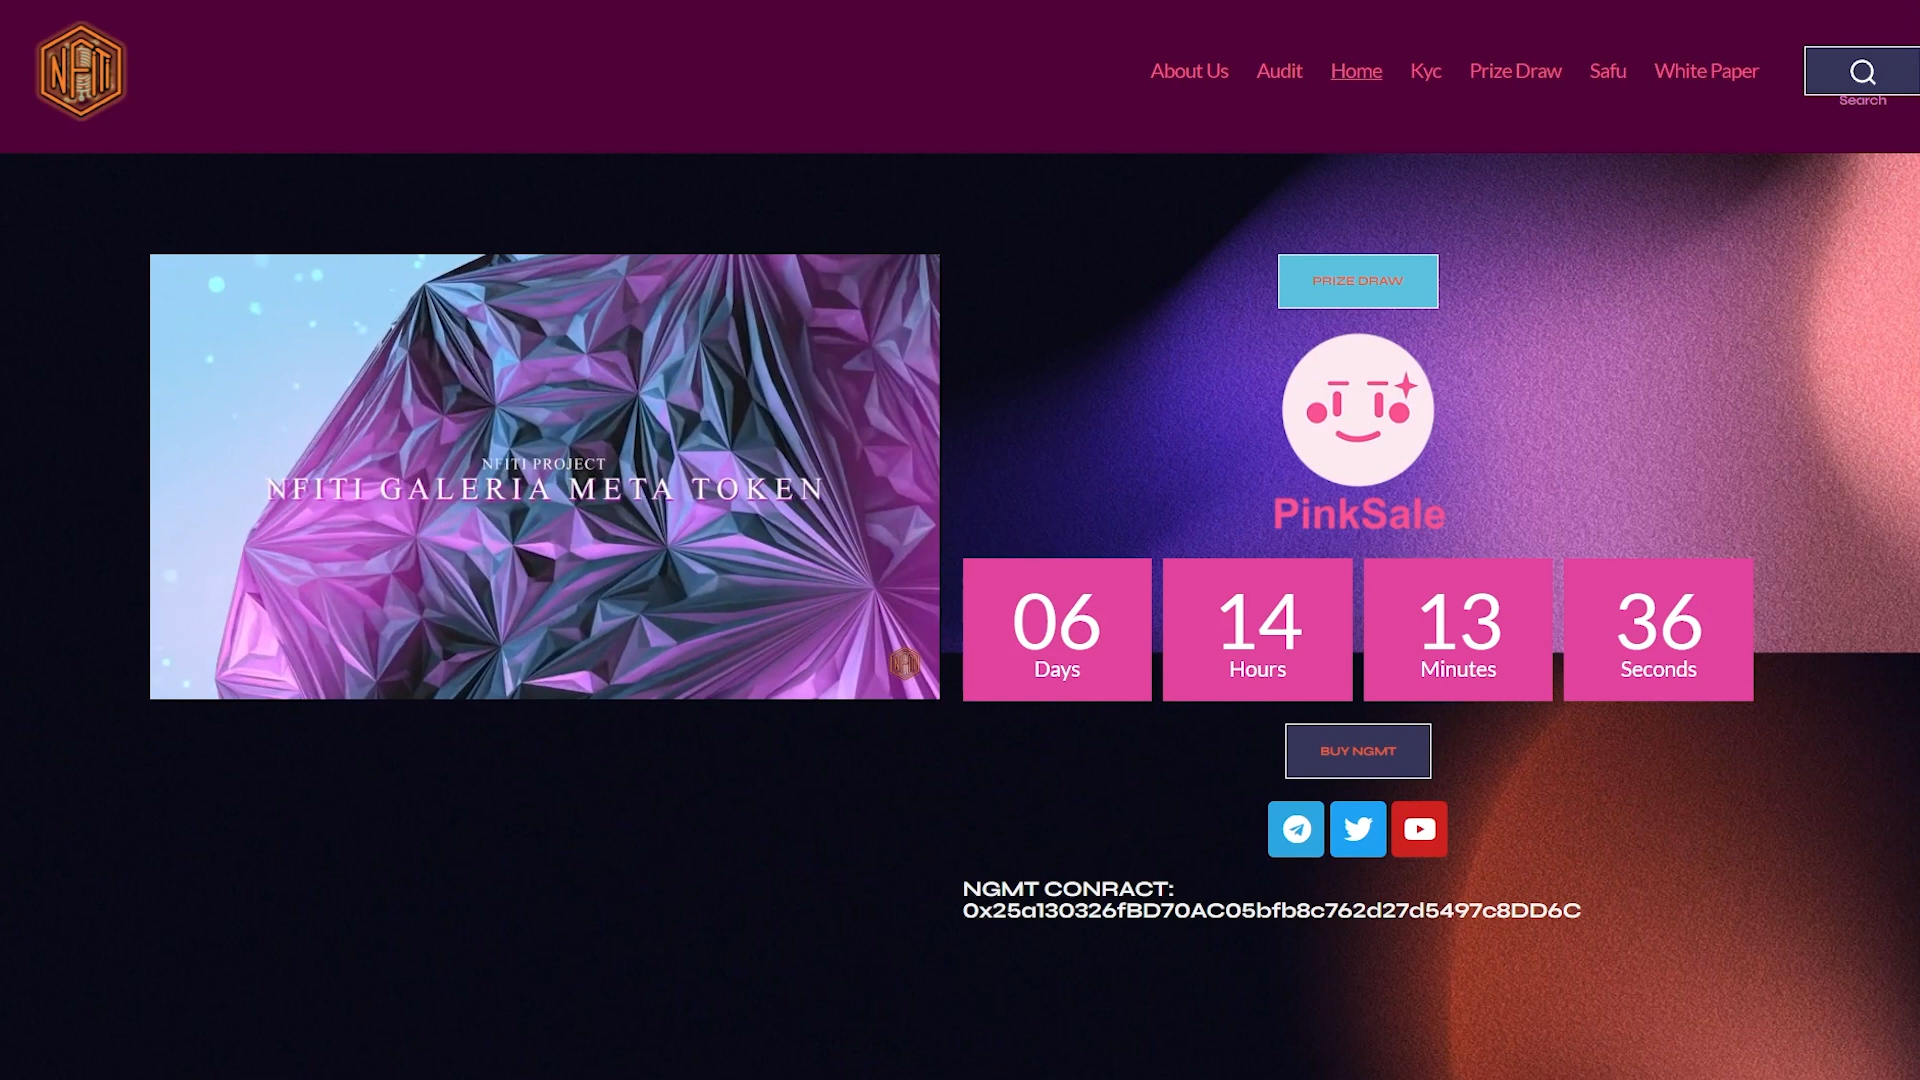 NFiTi
About Us
Audit
Home
Kyc
Prize Draw
Safu
White Paper
Search
PRIZE DRAW
NFITI PROJECT
NFITI GALERIA META TOKEN
PinkSale
06
Days
14
Hours
13
Minutes
36
Seconds
BUY NGMT
NGMT CONRACT:
0x25a130326fBD70AC05bfb8c762d27d5497c8DD6C